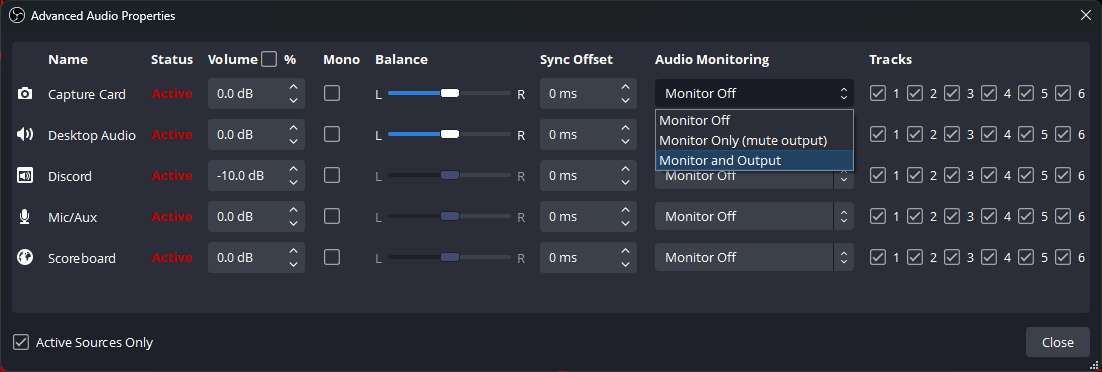 Advanced Audio Properties
Name Status Volume % Mono Balance Sync Offset Audio Monitoring Tracks
Capture Card Active 0.0 dB L R 0 ms Monitor Off 1 2 3 4 5 6
Monitor Off
Desktop Audio Active 0.0 dB L R 0 ms Monitor Only (mute output) 1 2 3 4 5 6
Monitor and Output
Discord Active -10.0 dB L R 0 ms Monitor Off 1 2 3 4 5 6
Mic/Aux Active 0.0 dB L R 0 ms Monitor Off 1 2 3 4 5 6
Scoreboard Active 0.0 dB L R 0 ms Monitor Off 1 2 3 4 5 6
Active Sources Only Close